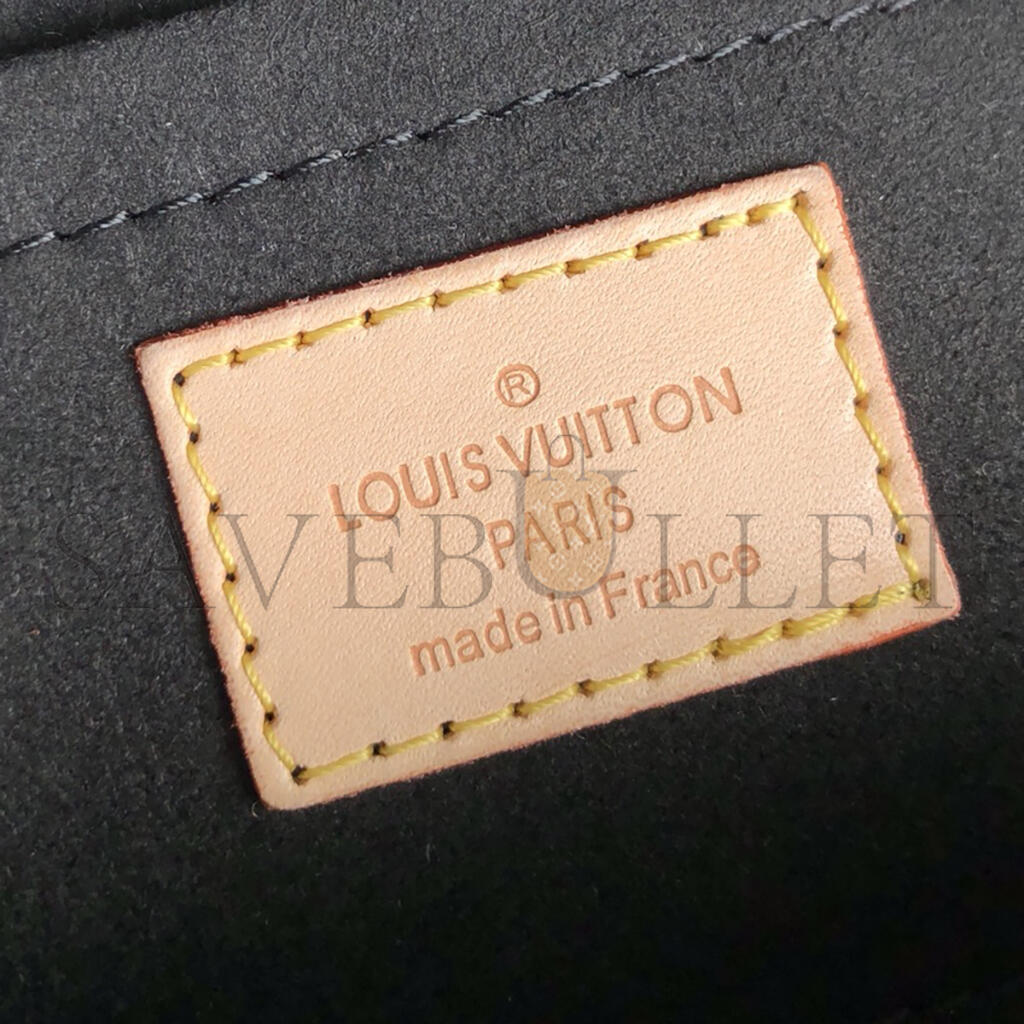 ®
LOUIS VUITTON
PARIS
made in France
SAVEBULLET